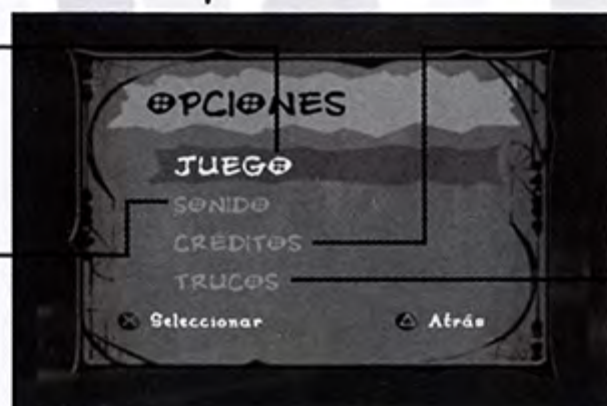 OPCIONES
JUEGO
SONIDO
CRÉDITOS
TRUCOS
Seleccionar Atrás